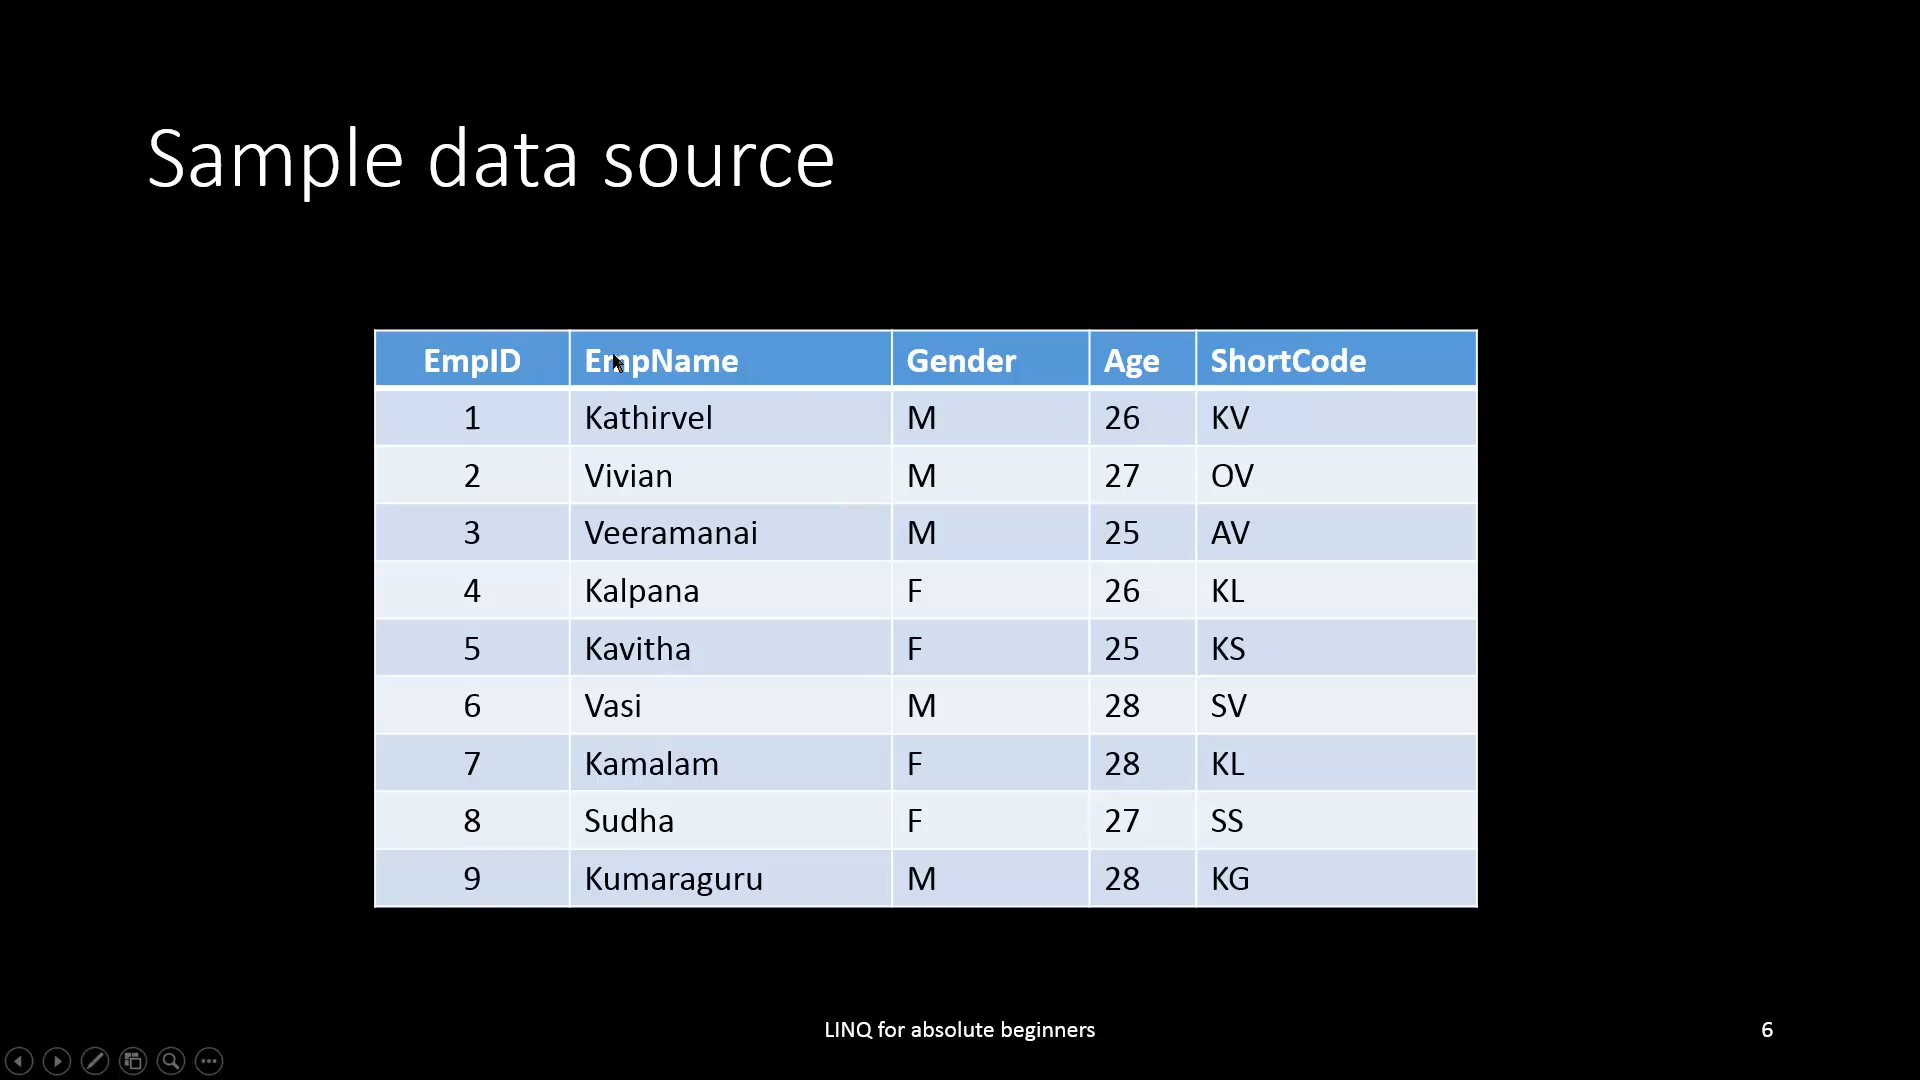 Sample data source
EmpID EmpName Gender Age ShortCode
1 Kathirvel M 26 KV
2 Vivian M 27 OV
3 Veeramanai M 25 AV
4 Kalpana F 26 KL
5 Kavitha F 25 KS
6 Vasi M 28 SV
7 Kamalam F 28 KL
8 Sudha F 27 SS
9 Kumaraguru M 28 KG
LINQ for absolute beginners 6